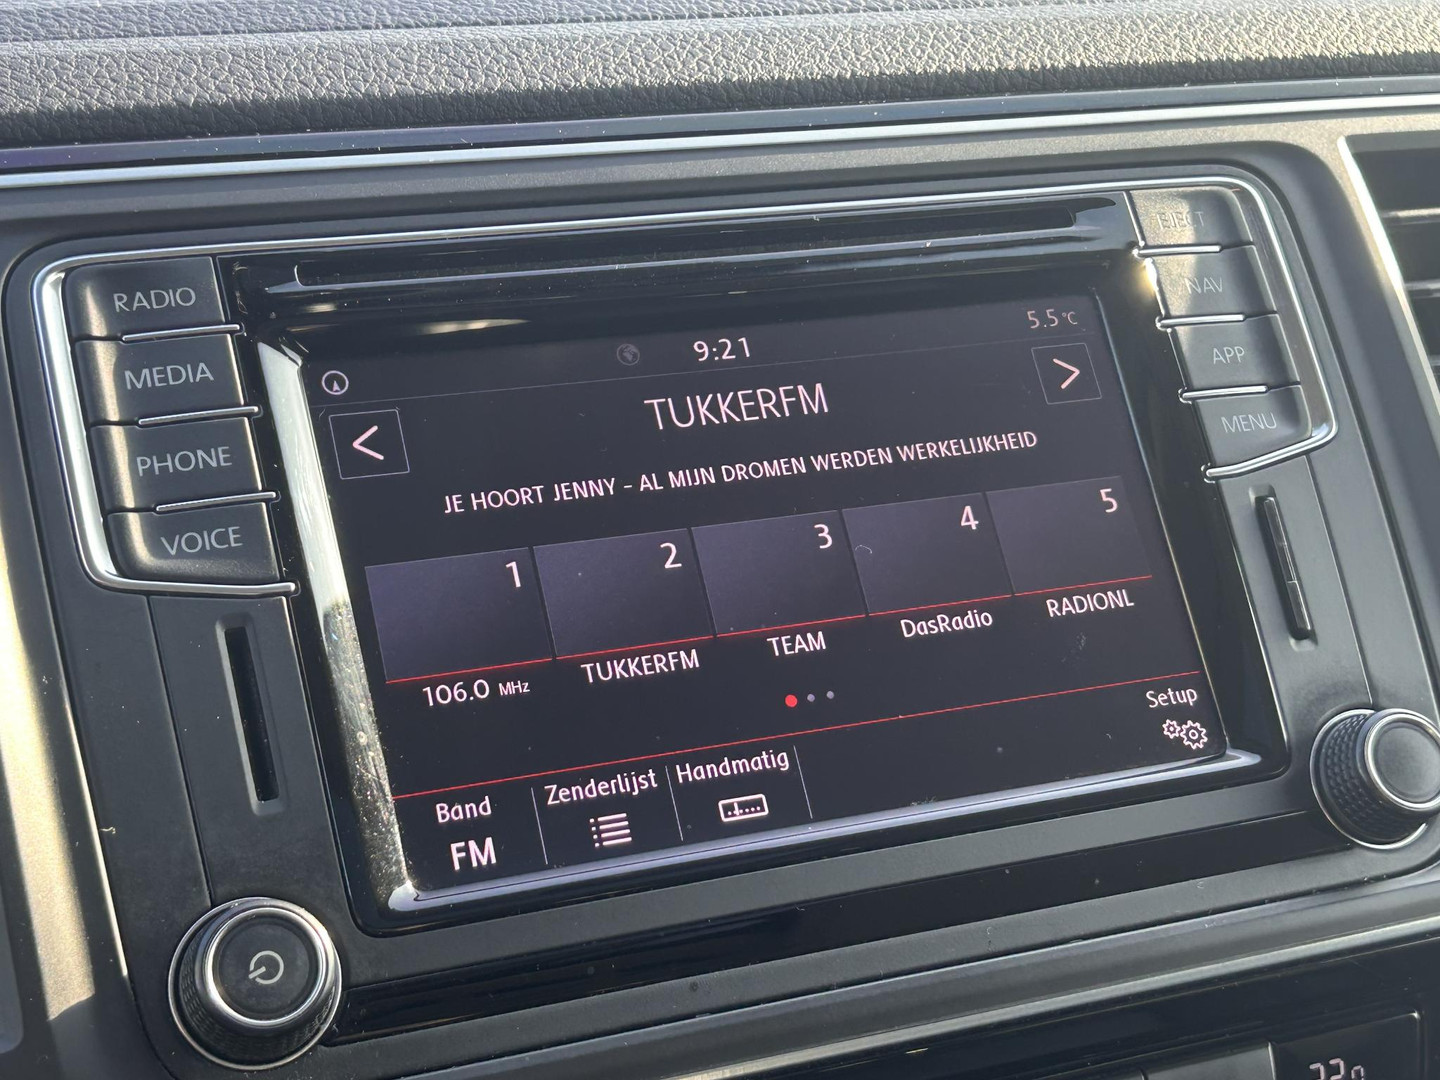 EJECT
RADIO
NAV
5.5°C
9:21
MEDIA
APP
TUKKERFM
PHONE
MENU
JE HOORT JENNY - AL MIJN DROMEN WERDEN WERKELIJKHEID
VOICE
1 2 3 4 5
106.0 MHz TUKKERFM TEAM DasRadio RADIONL
Setup
Band Zenderlijst Handmatig
FM